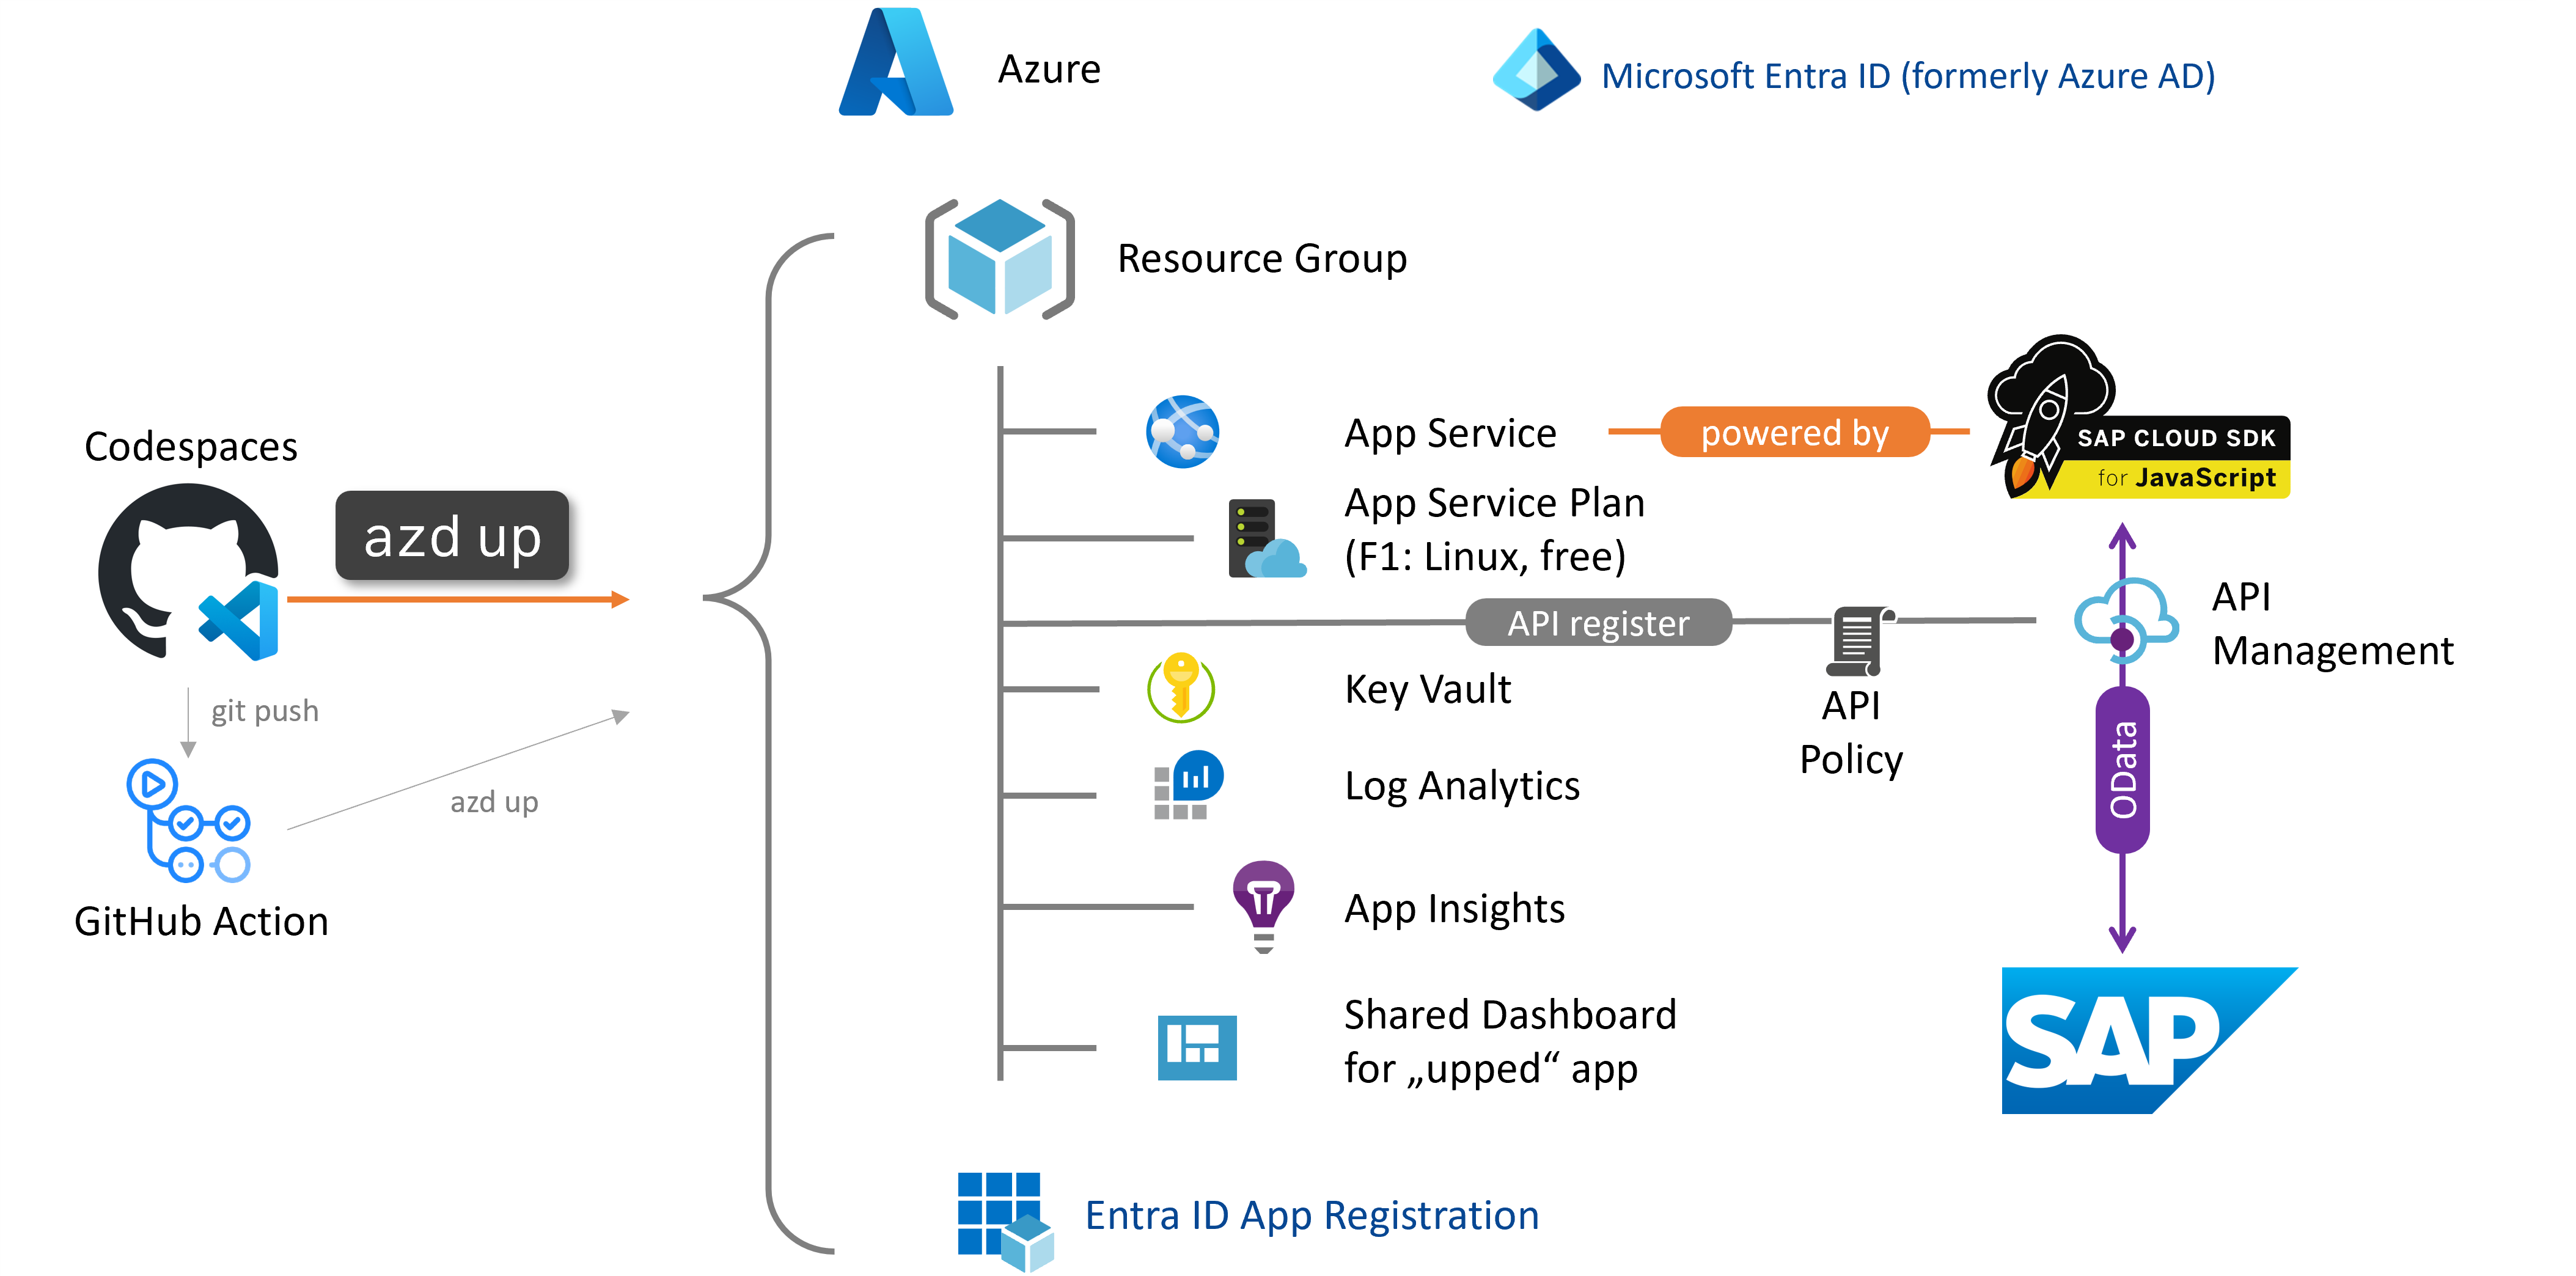 Azure
Microsoft Entra ID (formerly Azure AD)
Resource Group
Codespaces
azd up
git push
azd up
GitHub Action
App Service
powered by
SAP CLOUD SDK
for JavaScript
App Service Plan
(F1: Linux, free)
API register
API
Policy
API
Management
OData
Key Vault
Log Analytics
App Insights
Shared Dashboard
for „upped“ app
SAP
Entra ID App Registration